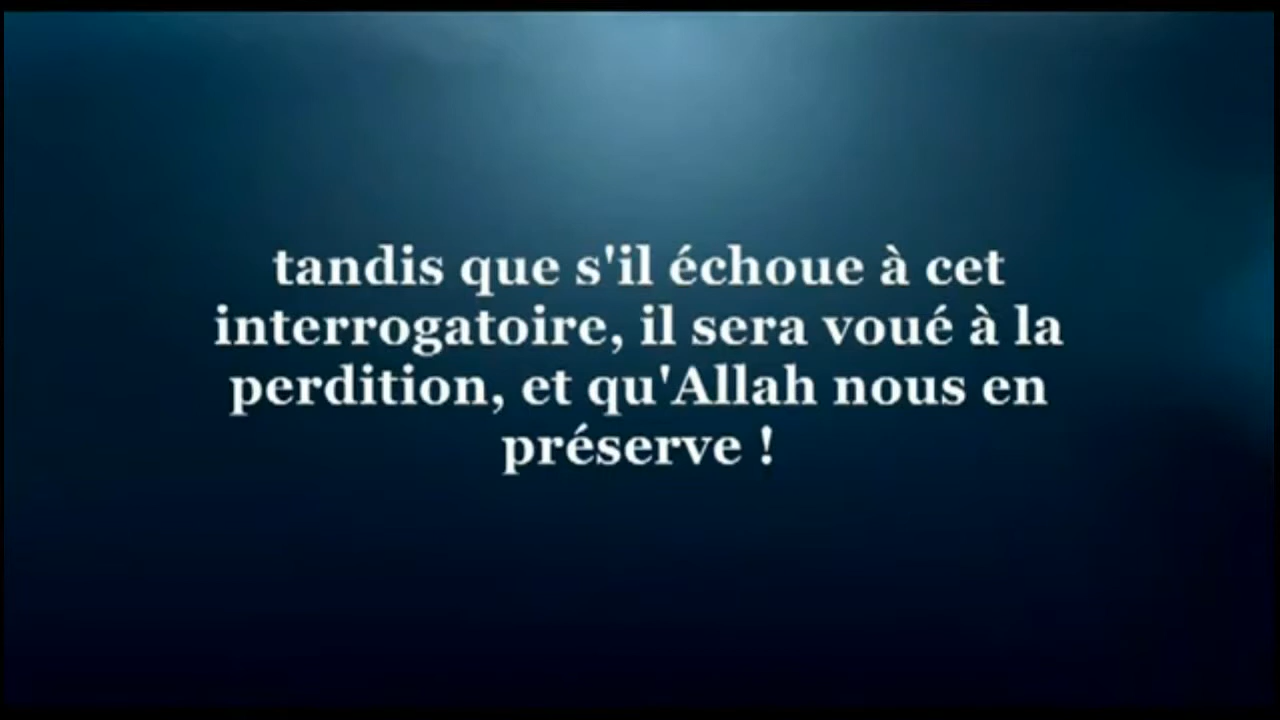 tandis que s'il échoue à cet
interrogatoire, il sera voué à la
perdition, et qu'Allah nous en
préserve !